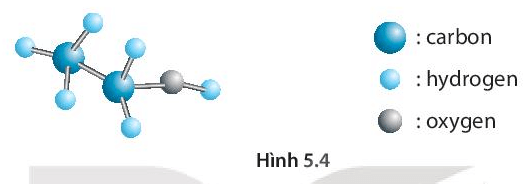 : carbon
: hydrogen
: oxygen
Hình 5.4